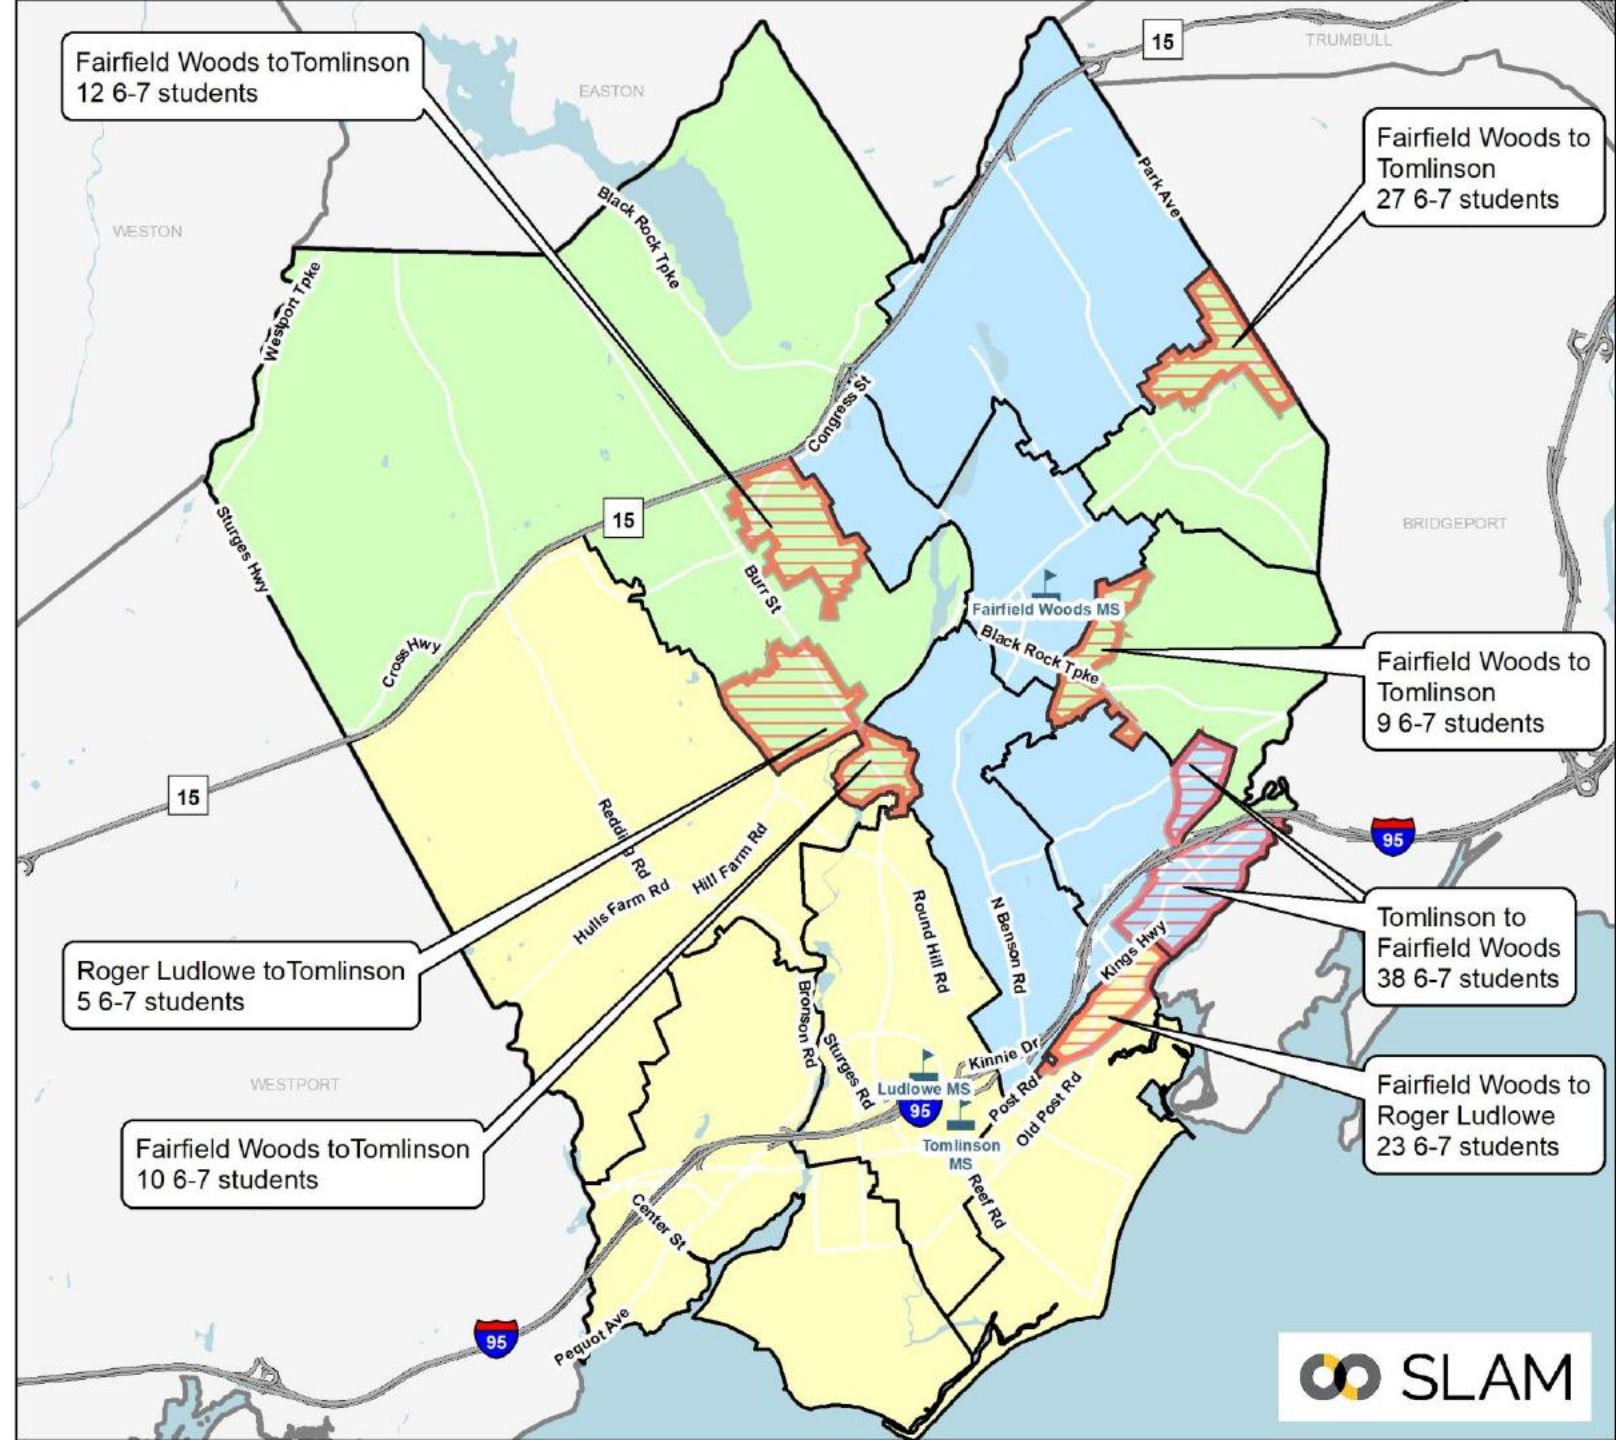 Fairfield Woods to Tomlinson
12 6-7 students
EASTON
15
TRUMBULL
Fairfield Woods to
Tomlinson
27 6-7 students
Park Ave
WESTON
Black Rock Tpke
Westport Tpke
Congress St
15
Sturges Hwy
BRIDGEPORT
Burr St
Fairfield Woods MS
Black Rock Tpke
Cross Hwy
Fairfield Woods to
Tomlinson
9 6-7 students
15
95
Redding Rd
Hill Farm Rd
Hulls Farm Rd
Round Hill Rd
N Benson Rd
Kings Hwy
Tomlinson to
Fairfield Woods
38 6-7 students
Roger Ludlowe to Tomlinson
5 6-7 students
Bronson Rd
Sturges Rd
Kinnie Dr
WESTPORT
Ludlowe MS
95
Post Rd
Old Post Rd
Fairfield Woods to
Roger Ludlowe
23 6-7 students
Tomlinson
MS
Fairfield Woods to Tomlinson
10 6-7 students
Reef Rd
Center St
95
Pequot Ave
SLAM